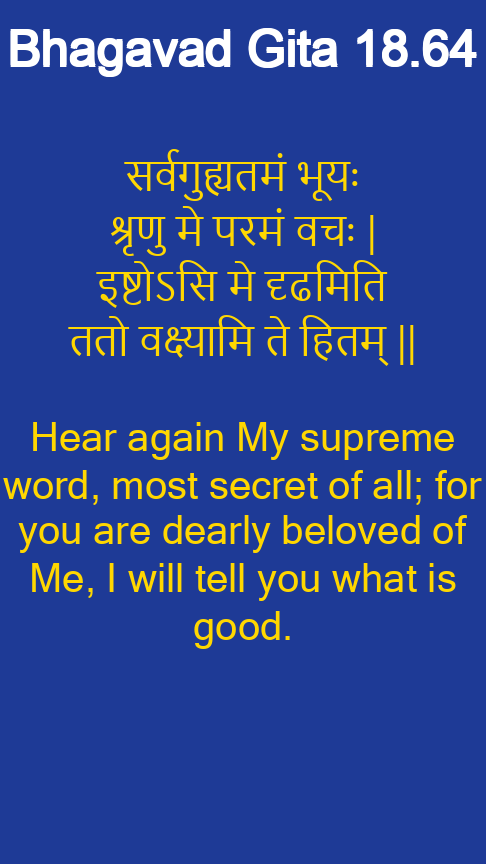 Bhagavad Gita 18.64
सर्वगुह्यतमं भूयः
श्रृणु मे परमं वचः |
इष्टोऽसि मे दृढमिति
ततो वक्ष्यामि ते हितम् ||
Hear again My supreme
word, most secret of all; for
you are dearly beloved of
Me, I will tell you what is
good.